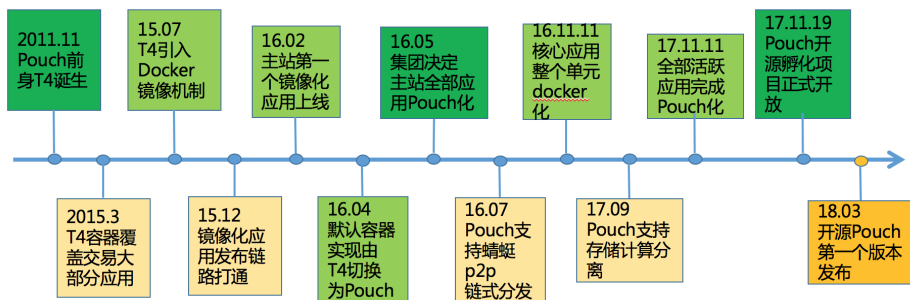 2011.11
Pouch前
身T4诞生
2015.3
T4容器覆
盖交易大
部分应用
15.07
T4引入
Docker
镜像机制
15.12
镜像化应
用发布链
路打通
16.02
主站第一
个镜像化
应用上线
16.04
默认容器
实现由
T4切换
为Pouch
16.05
集团决定
主站全部应
用Pouch化
16.07
Pouch支
持蜻蜓
p2p
链式分发
16.11.11
核心应用
整个单元
docker
化
17.09
Pouch支持
存储计算分
离
17.11.11
全部活跃
应用完成
Pouch化
17.11.19
Pouch开
源孵化项
目正式开
放
18.03
开源Pouch
第一个版本
发布